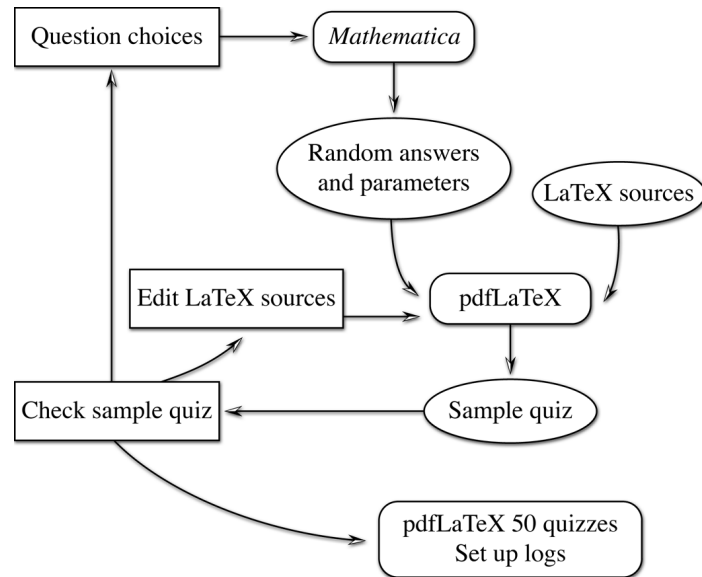 Question choices
Mathematica
Random answers
and parameters
LaTeX sources
Edit LaTeX sources
pdfLaTeX
Check sample quiz
Sample quiz
pdfLaTeX 50 quizzes
Set up logs